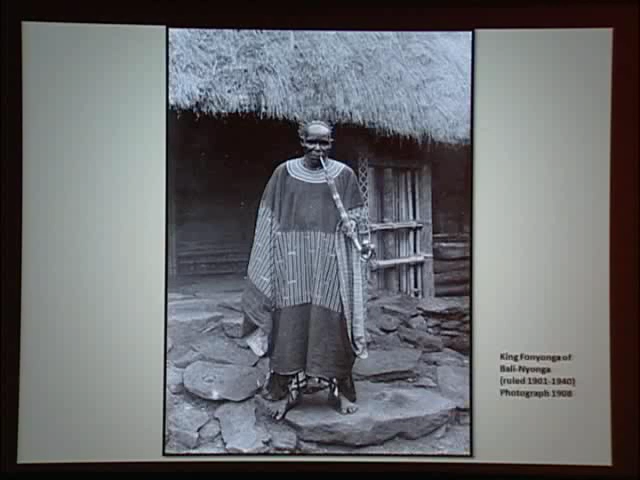 King Fonyonga of
Bali-Nyonga
(ruled 1901-1940)
Photograph 1908